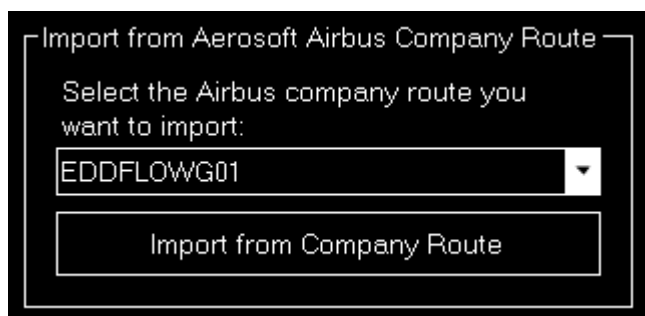 Import from Aerosoft Airbus Company Route
Select the Airbus company route you
want to import:
EDDFLOWG01
Import from Company Route